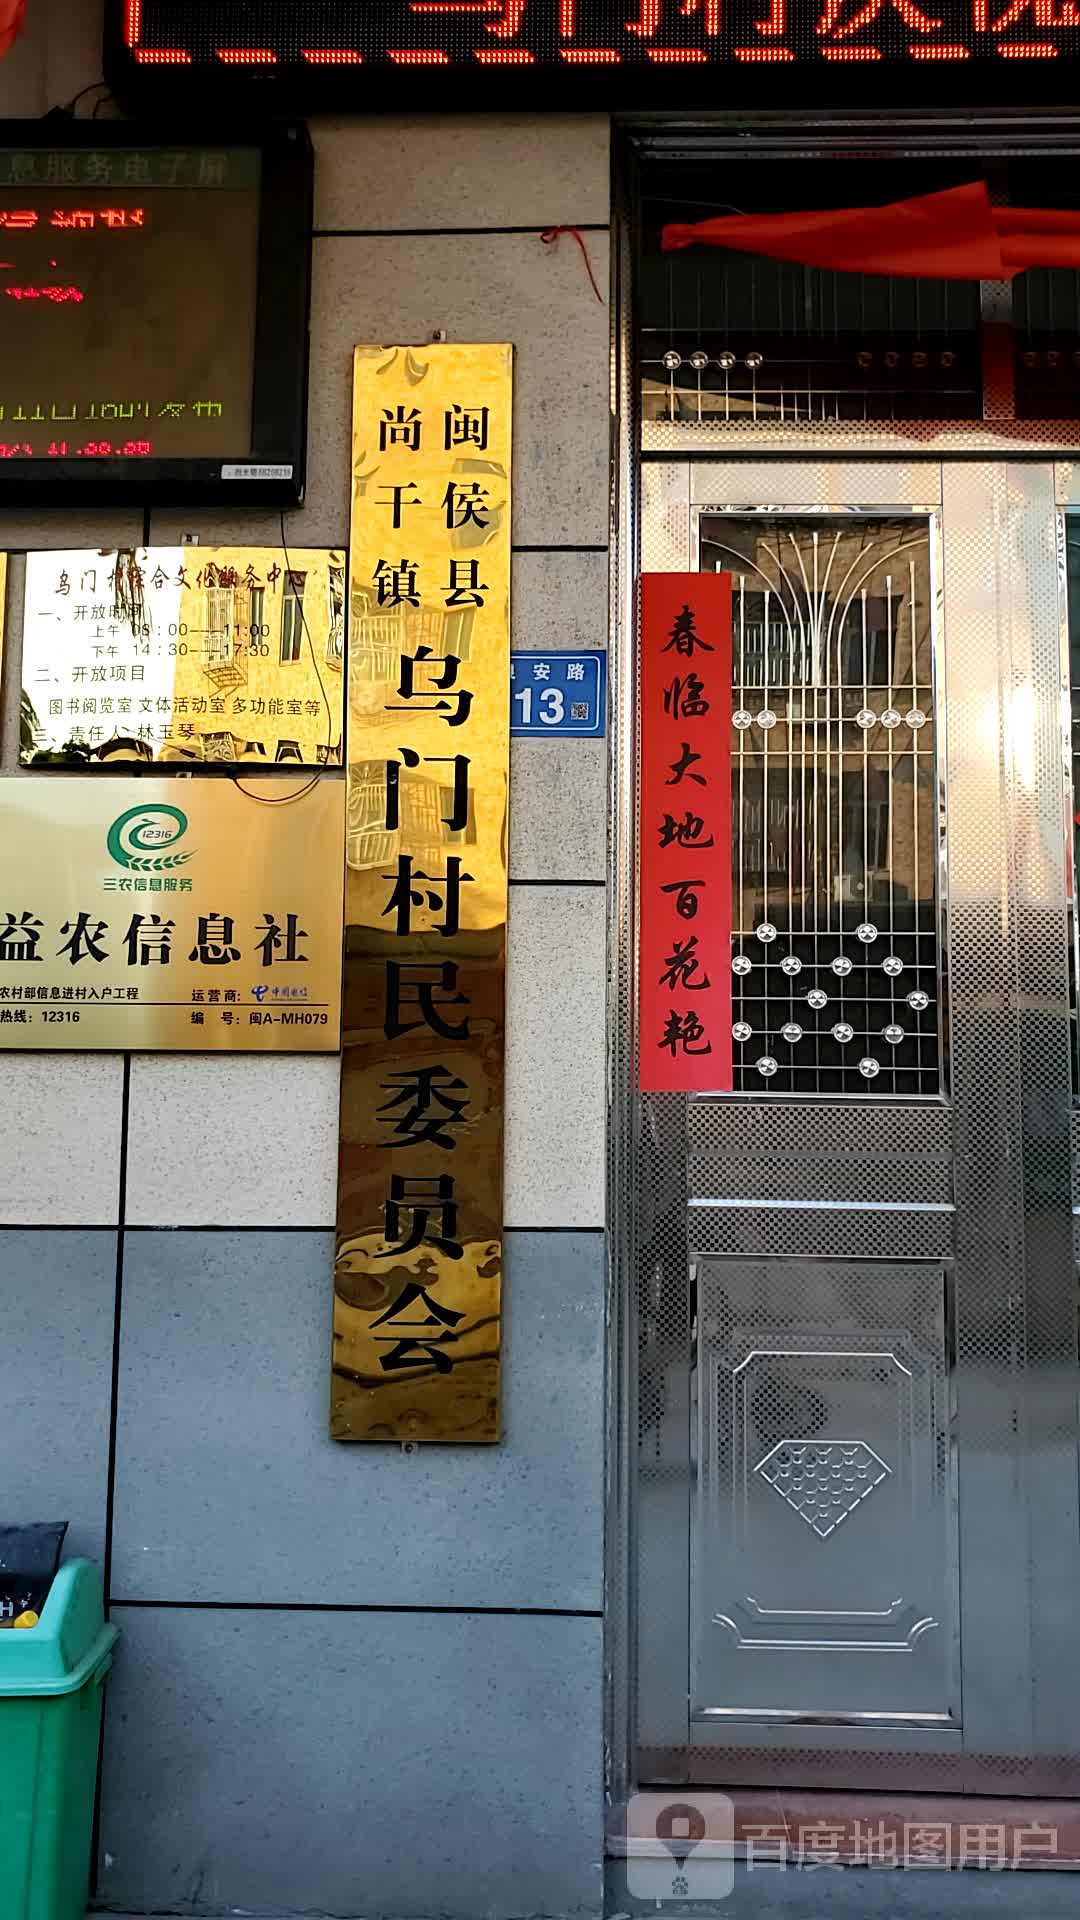 息服务电子屏
乌门村综合文化服务中心
一、开放时间
上午 08:00---11:00
下午 14:30---17:30
二、开放项目
图书阅览室 文体活动室 多功能室等
三、责任人:林玉琴
12316
三农信息服务
益农信息社
农村部信息进村入户工程
运营商: 中国电信
热线: 12316
编 号: 闽A-MH079
闽侯县
尚干镇
乌门村民委员会
安路
13
春临大地百花艳
百度地图用户